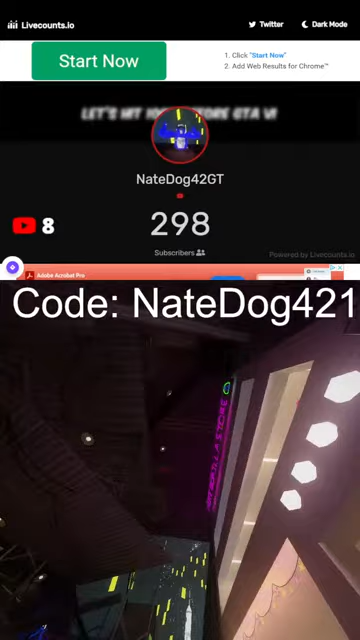 Livecounts.io
Twitter
Dark Mode
Start Now
1. Click "Start Now"
2. Add Web Results for Chrome™
NateDog42GT
298
8
Subscribers
Powered by Livecounts.io
Adobe Acrobat Pro
Code: NateDog421